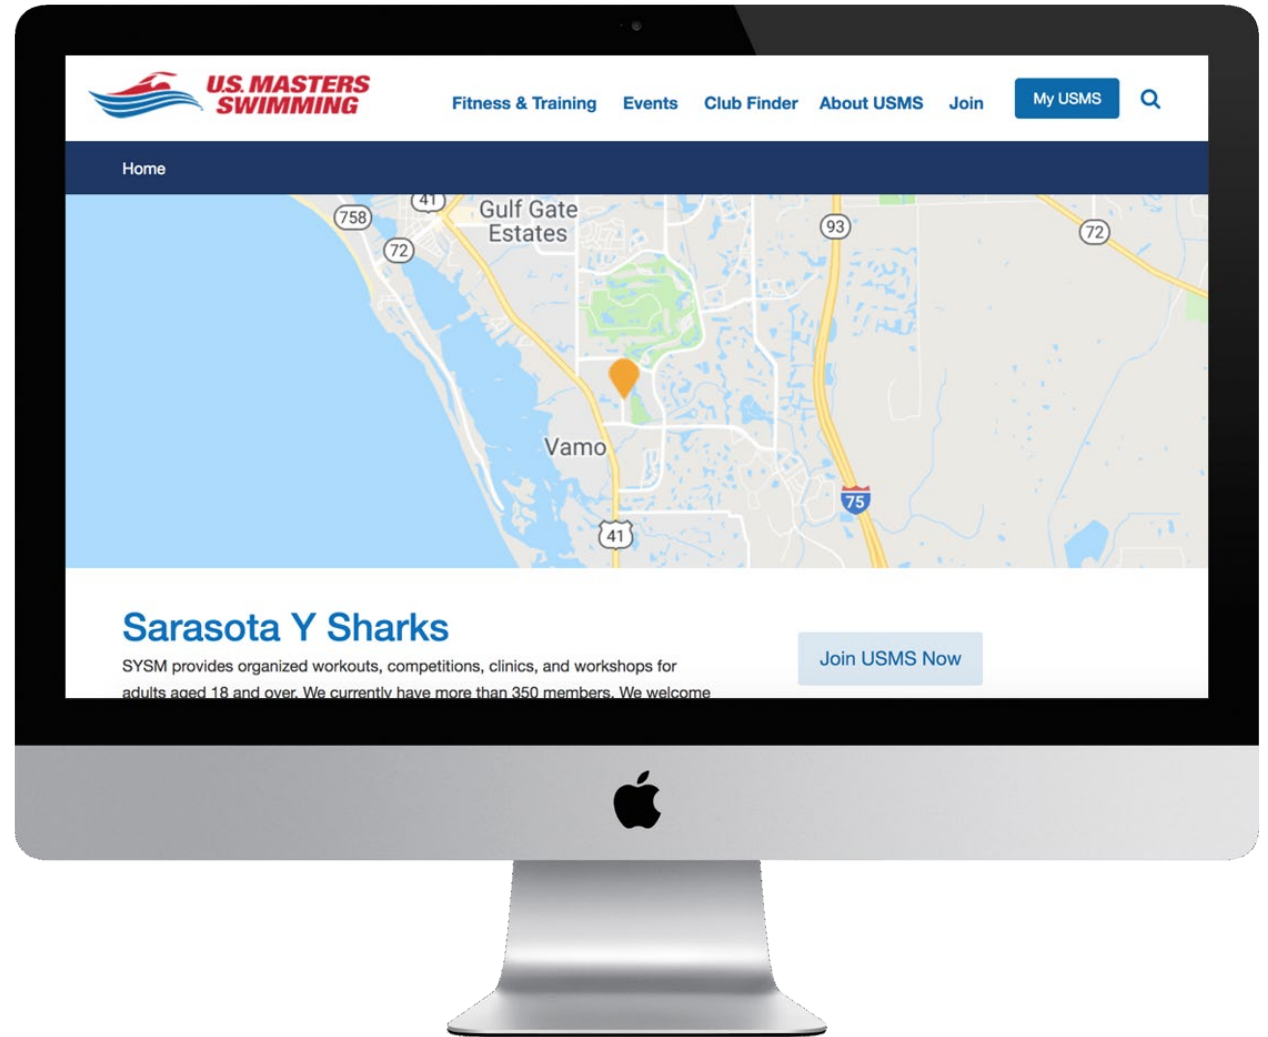 U.S. MASTERS
SWIMMING
Fitness & Training Events Club Finder About USMS Join My USMS
Home
758
41
72
Gulf Gate
Estates
93
72
Vamo
75
41
Sarasota Y Sharks
SYSM provides organized workouts, competitions, clinics, and workshops for
adults aged 18 and over. We currently have more than 350 members. We welcome
Join USMS Now